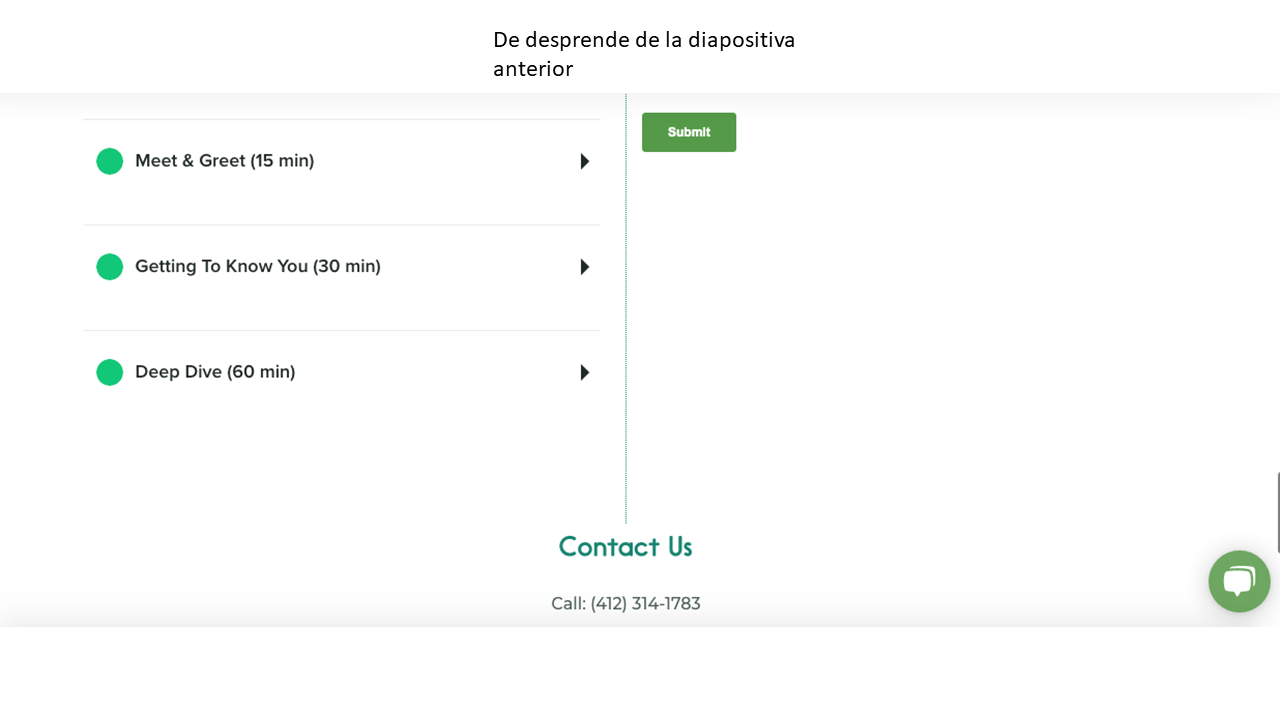 De desprende de la diapositiva
anterior
Submit
Meet & Greet (15 min)
Getting To Know You (30 min)
Deep Dive (60 min)
Contact Us
Call: (412) 314-1783